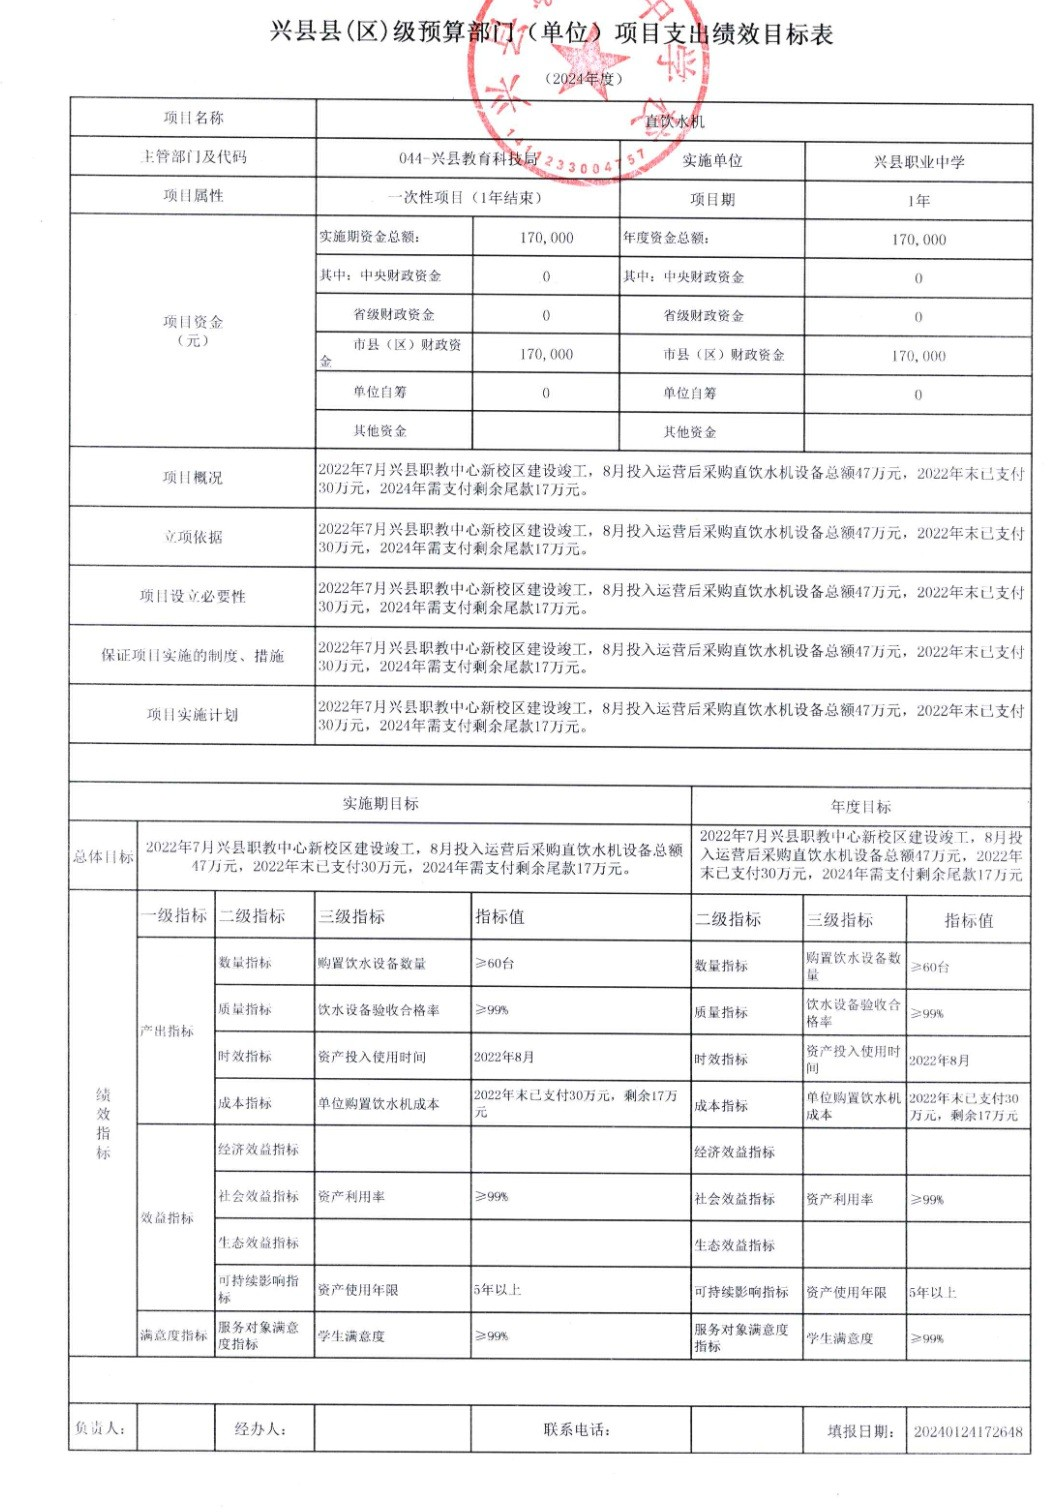 兴县县(区)级预算部门（单位）项目支出绩效目标表
（2024年度）
项目名称 直饮水机
主管部门及代码 044-兴县教育科技局 实施单位 兴县职业中学
项目属性 一次性项目（1年结束） 项目期 1年
项目资金
（元）
实施期资金总额： 170,000 年度资金总额： 170,000
其中：中央财政资金 0 其中：中央财政资金 0
省级财政资金 0 省级财政资金 0
市县（区）财政资
金 170,000 市县（区）财政资金 170,000
单位自筹 0 单位自筹 0
其他资金 其他资金
项目概况
2022年7月兴县职教中心新校区建设竣工，8月投入运营后采购直饮水机设备总额47万元，2022年末已支付
30万元，2024年需支付剩余尾款17万元。
立项依据
2022年7月兴县职教中心新校区建设竣工，8月投入运营后采购直饮水机设备总额47万元，2022年末已支付
30万元，2024年需支付剩余尾款17万元。
项目设立必要性
2022年7月兴县职教中心新校区建设竣工，8月投入运营后采购直饮水机设备总额47万元，2022年末已支付
30万元，2024年需支付剩余尾款17万元。
保证项目实施的制度、措施
2022年7月兴县职教中心新校区建设竣工，8月投入运营后采购直饮水机设备总额47万元，2022年末已支付
30万元，2024年需支付剩余尾款17万元。
项目实施计划
2022年7月兴县职教中心新校区建设竣工，8月投入运营后采购直饮水机设备总额47万元，2022年末已支付
30万元，2024年需支付剩余尾款17万元。
实施期目标 年度目标
总体目标
2022年7月兴县职教中心新校区建设竣工，8月投入运营后采购直饮水机设备总额
47万元，2022年末已支付30万元，2024年需支付剩余尾款17万元。
2022年7月兴县职教中心新校区建设竣工，8月投
入运营后采购直饮水机设备总额47万元，2022年
末已支付30万元，2024年需支付剩余尾款17万元
绩
效
指
标
一级指标 二级指标 三级指标 指标值 二级指标 三级指标 指标值
产出指标
数量指标 购置饮水设备数量 ≥60台 数量指标 购置饮水设备数
量 ≥60台
质量指标 饮水设备验收合格率 ≥99% 质量指标 饮水设备验收合
格率 ≥99%
时效指标 资产投入使用时间 2022年8月 时效指标 资产投入使用时
间 2022年8月
成本指标 单位购置饮水机成本 2022年末已支付30万元，剩余17万
元 成本指标 单位购置饮水机
成本 2022年末已支付30
万元，剩余17万元
效益指标
经济效益指标 经济效益指标
社会效益指标 资产利用率 ≥99% 社会效益指标 资产利用率 ≥99%
生态效益指标 生态效益指标
可持续影响指
标 资产使用年限 5年以上 可持续影响指标 资产使用年限 5年以上
满意度指标 服务对象满意
度指标 学生满意度 ≥99% 服务对象满意度
指标 学生满意度 ≥99%
负责人： 经办人： 联系电话： 填报日期： 20240124172648
1411233004757